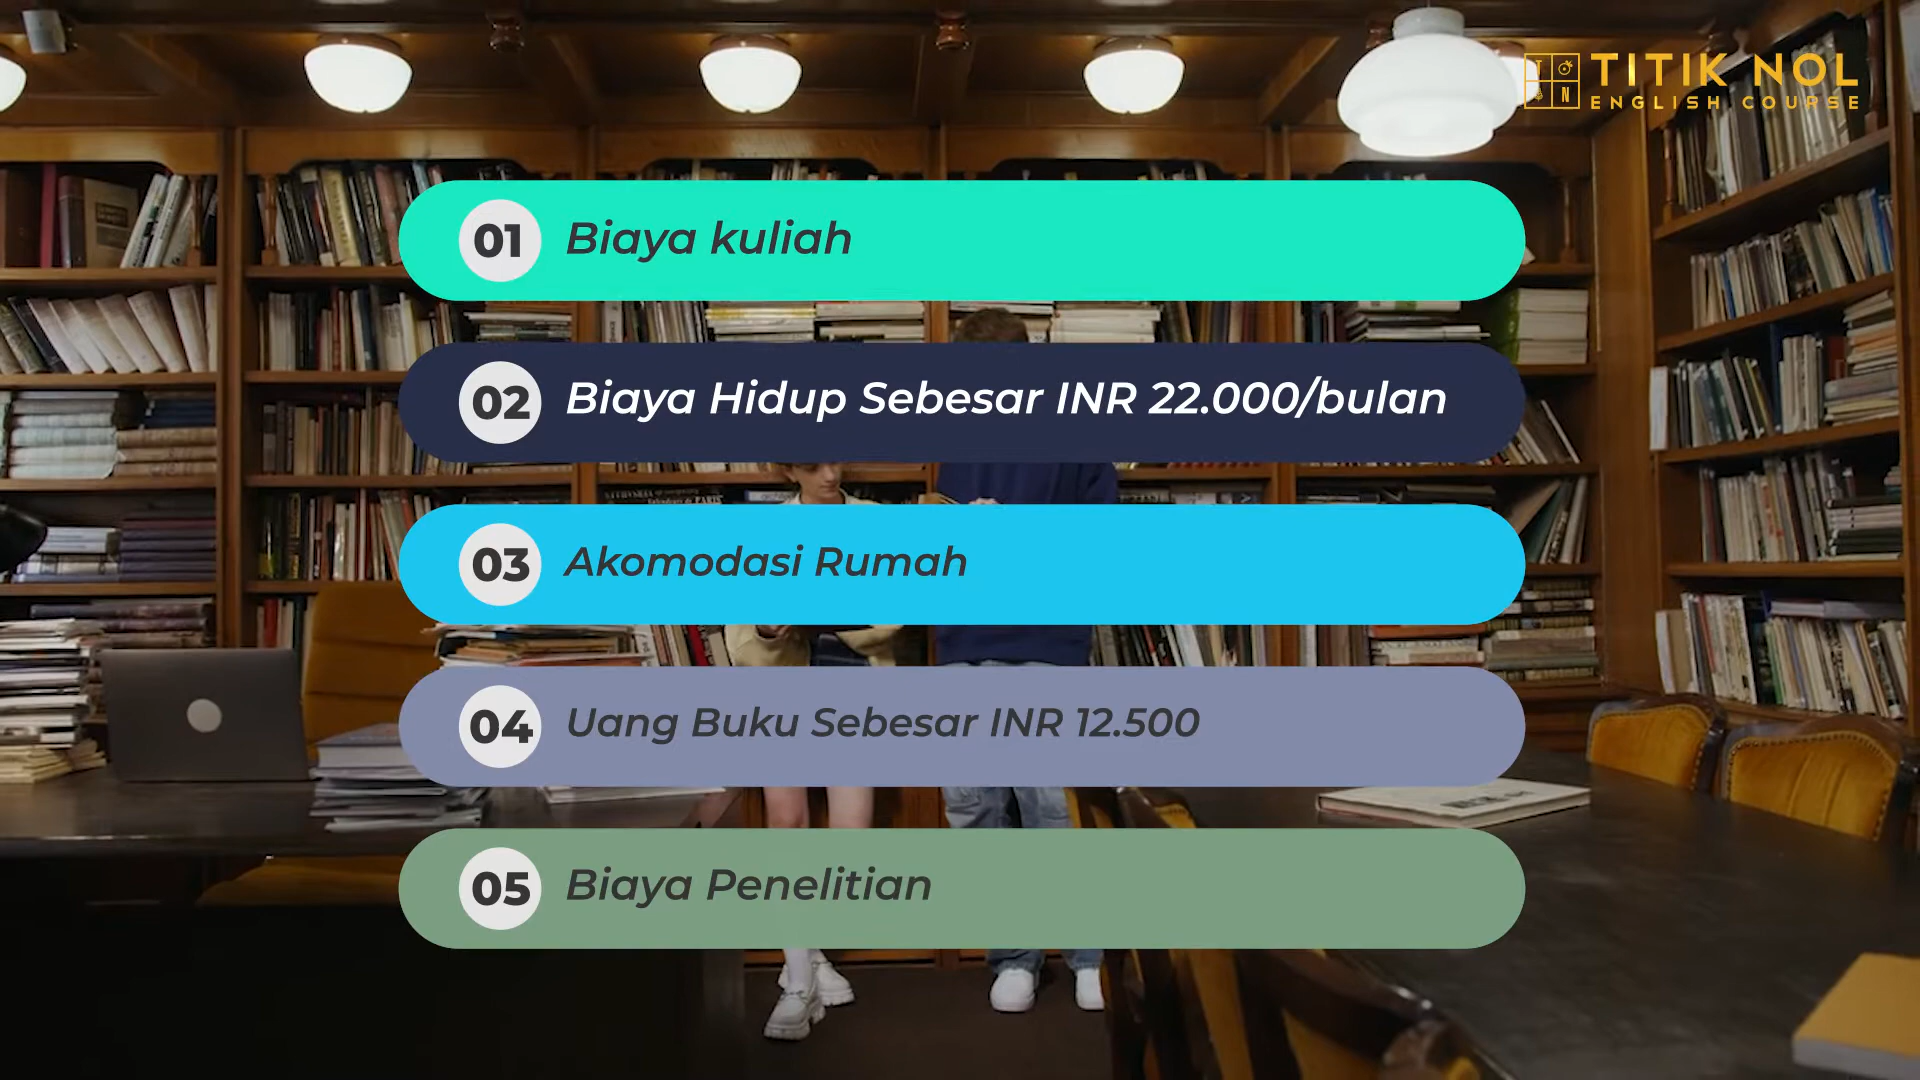 TITIK NOL
ENGLISH COURSE
01 Biaya kuliah
02 Biaya Hidup Sebesar INR 22.000/bulan
03 Akomodasi Rumah
04 Uang Buku Sebesar INR 12.500
05 Biaya Penelitian